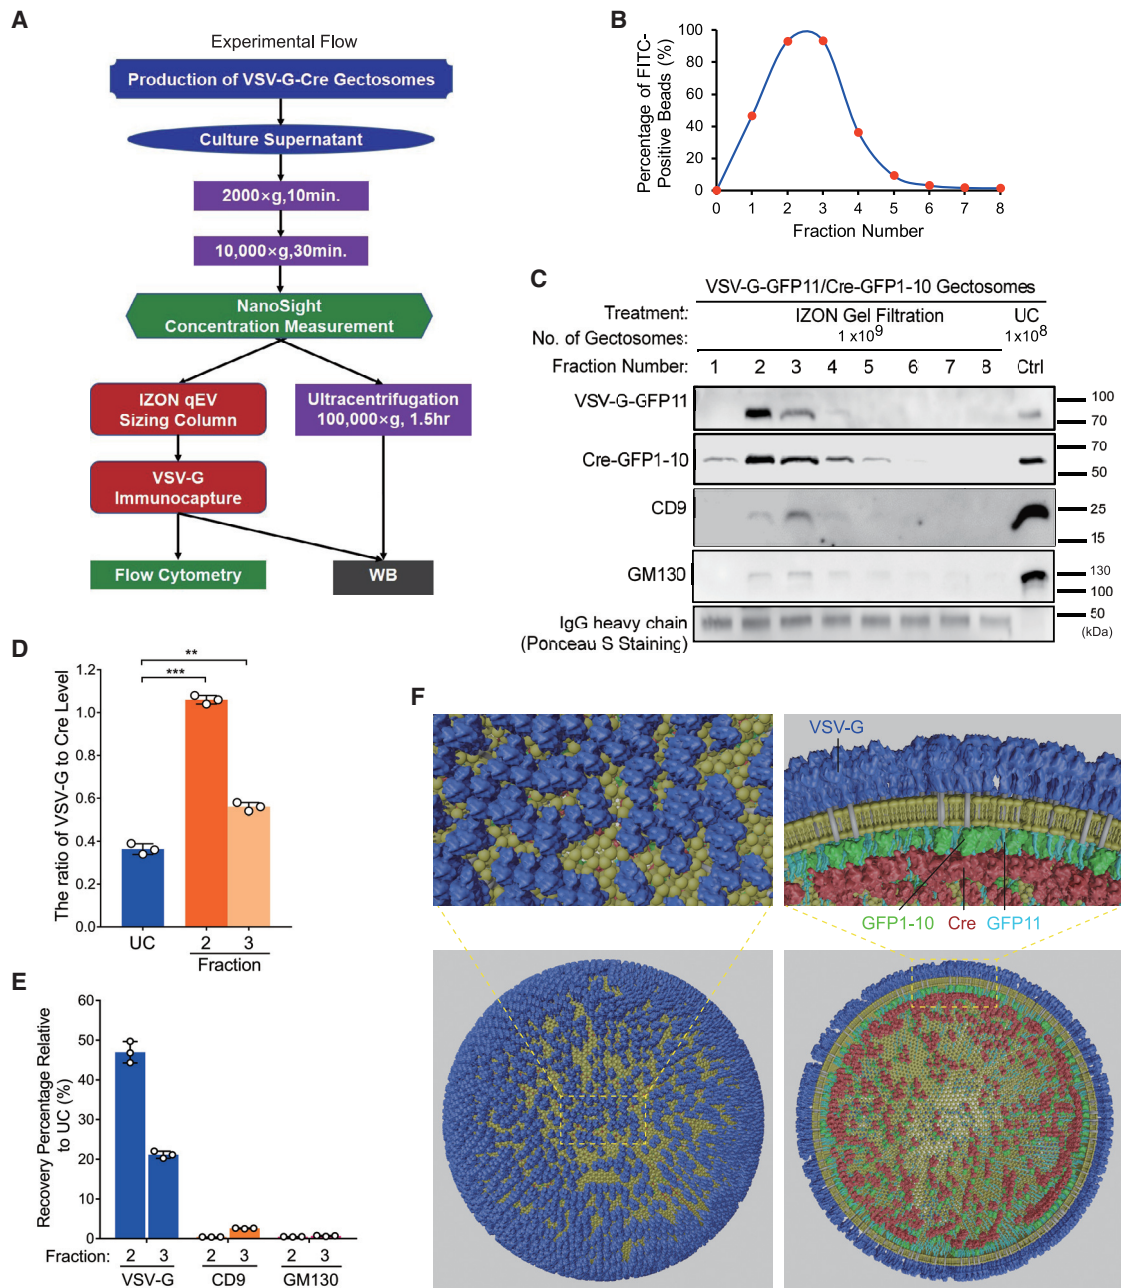 A
Experimental Flow
Production of VSV-G-Cre Gectosomes
Culture Supernatant
2000×g,10min.
10,000×g,30min.
NanoSight
Concentration Measurement
IZON qEV
Sizing Column
Ultracentrifugation
100,000×g, 1.5hr
VSV-G
Immunocapture
Flow Cytometry
WB
B
Percentage of FITC-
Positive Beads (%)
100
80
60
40
20
0
0 1 2 3 4 5 6 7 8
Fraction Number
C
VSV-G-GFP11/Cre-GFP1-10 Gectosomes
Treatment: IZON Gel Filtration UC
No. of Gectosomes: 1x10⁹ 1x10⁸
Fraction Number: 1 2 3 4 5 6 7 8 Ctrl
VSV-G-GFP11 100
70
Cre-GFP1-10 70
50
CD9 25
15
GM130 130
100
IgG heavy chain 50
(Ponceau S Staining) (kDa)
D
The ratio of VSV-G to Cre Level
1.2
1.0
0.8
0.6
0.4
0.2
0.0
**
***
UC 2 3
Fraction
E
Recovery Percentage Relative
to UC (%)
60
50
40
30
20
10
0
Fraction: 2 3 2 3 2 3
VSV-G CD9 GM130
F
VSV-G
GFP1-10 Cre GFP11